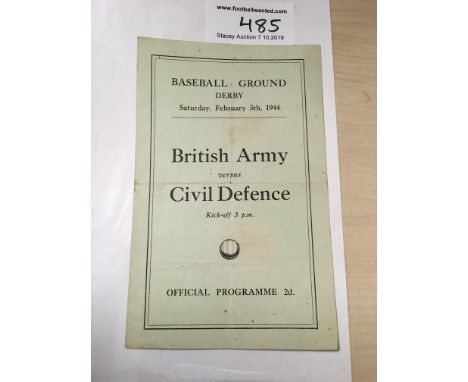 www.footballwanted.com
485
Stacey Auction 7 10 2019
BASEBALL GROUND
DERBY
Saturday, February 5th, 1944
British Army
versus
Civil Defence
Kick-off 3 p.m.
OFFICIAL PROGRAMME 2d.